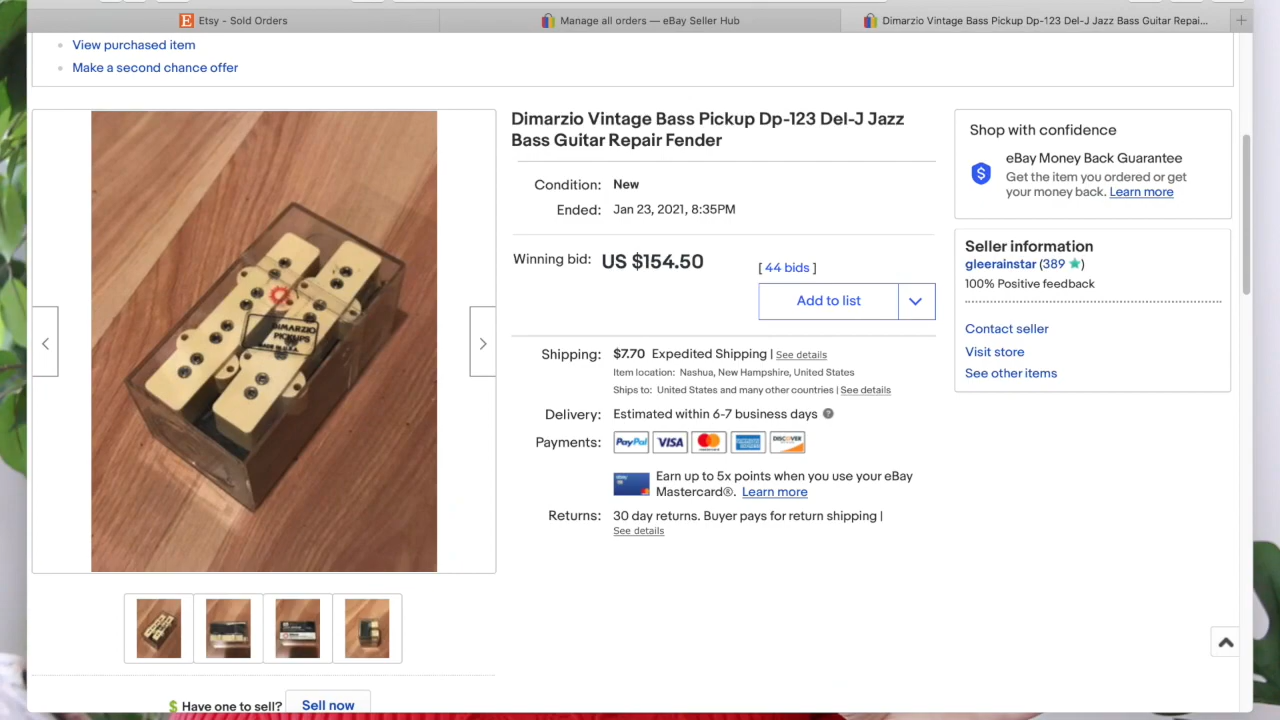 Etsy - Sold Orders
Manage all orders — eBay Seller Hub
Dimarzio Vintage Bass Pickup Dp-123 Del-J Jazz Bass Guitar Repai...
View purchased item
Make a second chance offer
Dimarzio Vintage Bass Pickup Dp-123 Del-J Jazz
Bass Guitar Repair Fender
Condition: New
Ended: Jan 23, 2021, 8:35PM
Winning bid: US $154.50
[ 44 bids ]
Add to list
Shipping: $7.70 Expedited Shipping | See details
Item location: Nashua, New Hampshire, United States
Ships to: United States and many other countries | See details
Delivery: Estimated within 6-7 business days
Payments: PayPal VISA DISCOVER
Earn up to 5x points when you use your eBay
Mastercard®. Learn more
Returns: 30 day returns. Buyer pays for return shipping |
See details
Shop with confidence
eBay Money Back Guarantee
Get the item you ordered or get
your money back. Learn more
Seller information
gleerainstar (389)
100% Positive feedback
Contact seller
Visit store
See other items
DIMARZIO
PICKUPS
MADE IN U.S.A.
Have one to sell? Sell now